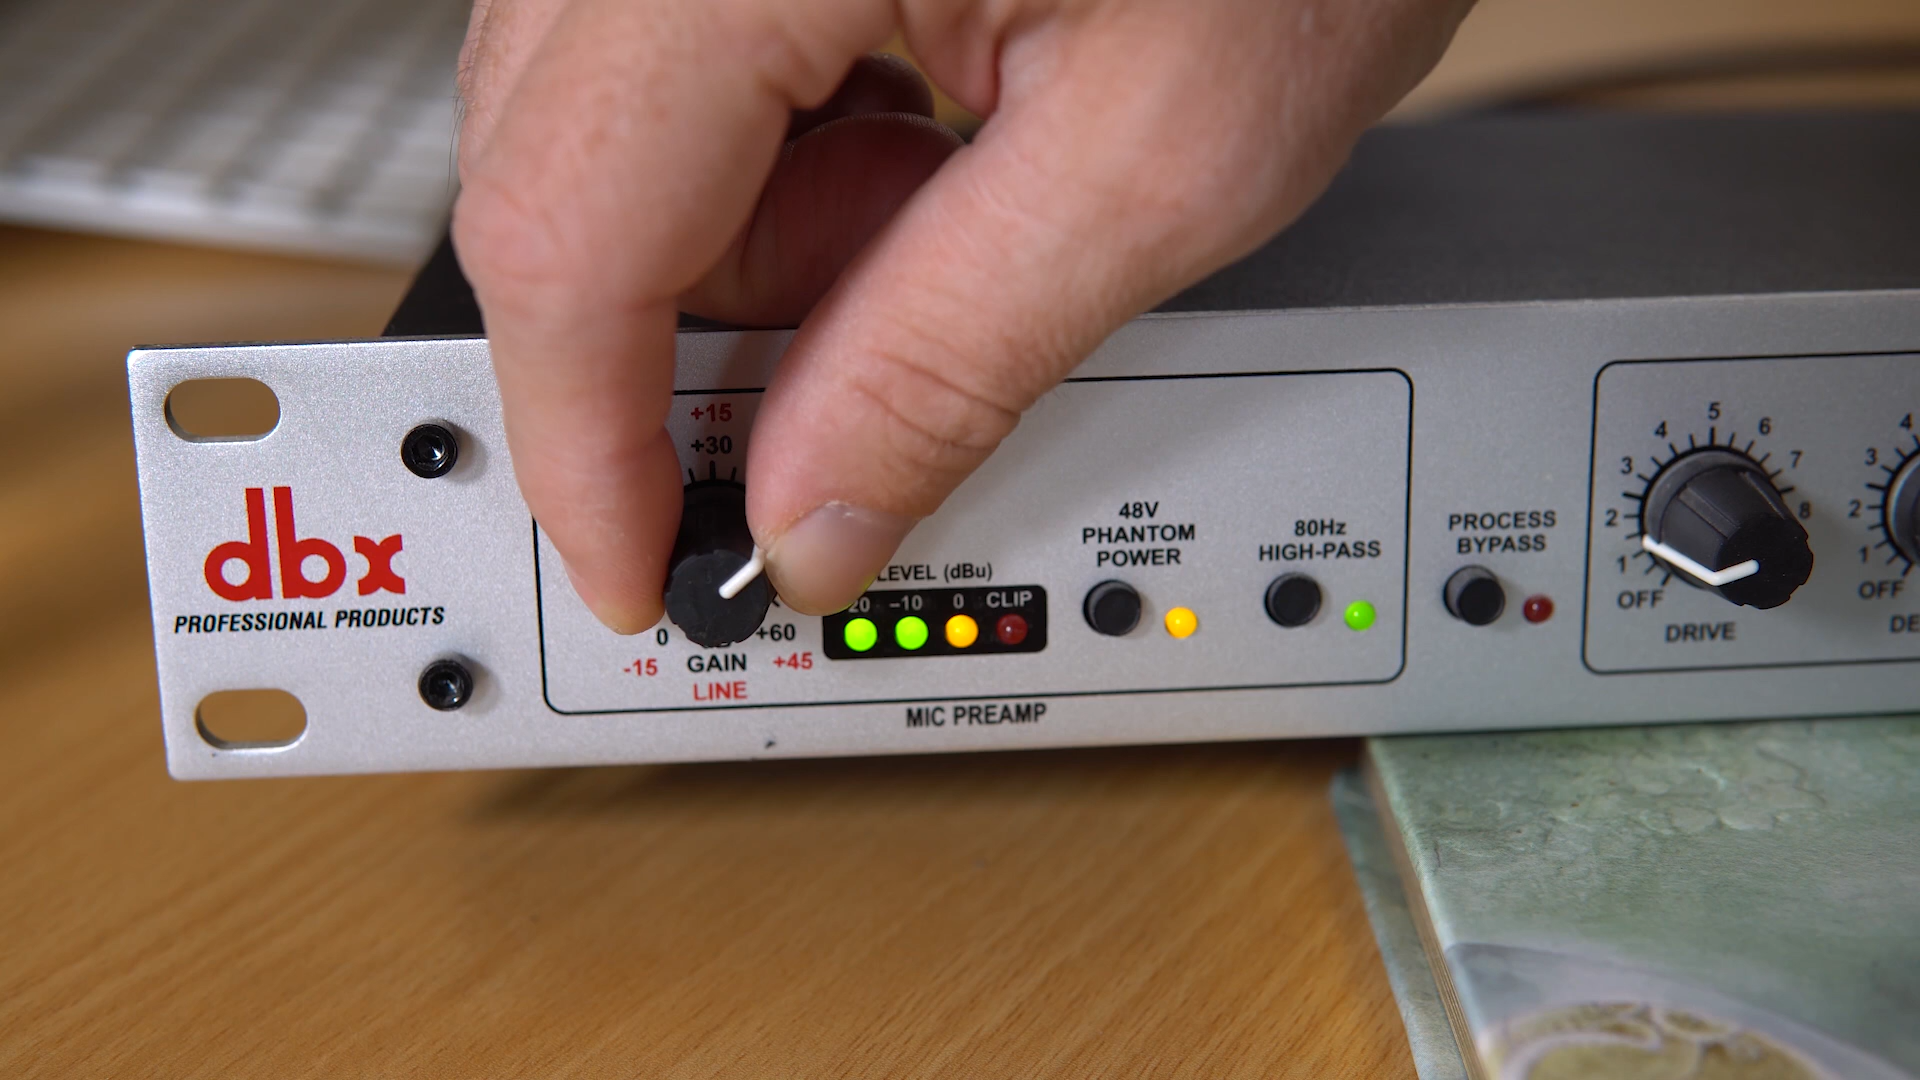 dbx
PROFESSIONAL PRODUCTS
+15
+30
0
+60
-15
GAIN
+45
LINE
LEVEL (dBu)
20 -10 0 CLIP
48V
PHANTOM
POWER
80Hz
HIGH-PASS
MIC PREAMP
PROCESS
BYPASS
OFF 1 2 3 4 5 6 7 8
DRIVE
OFF 1 2 3 4
DE